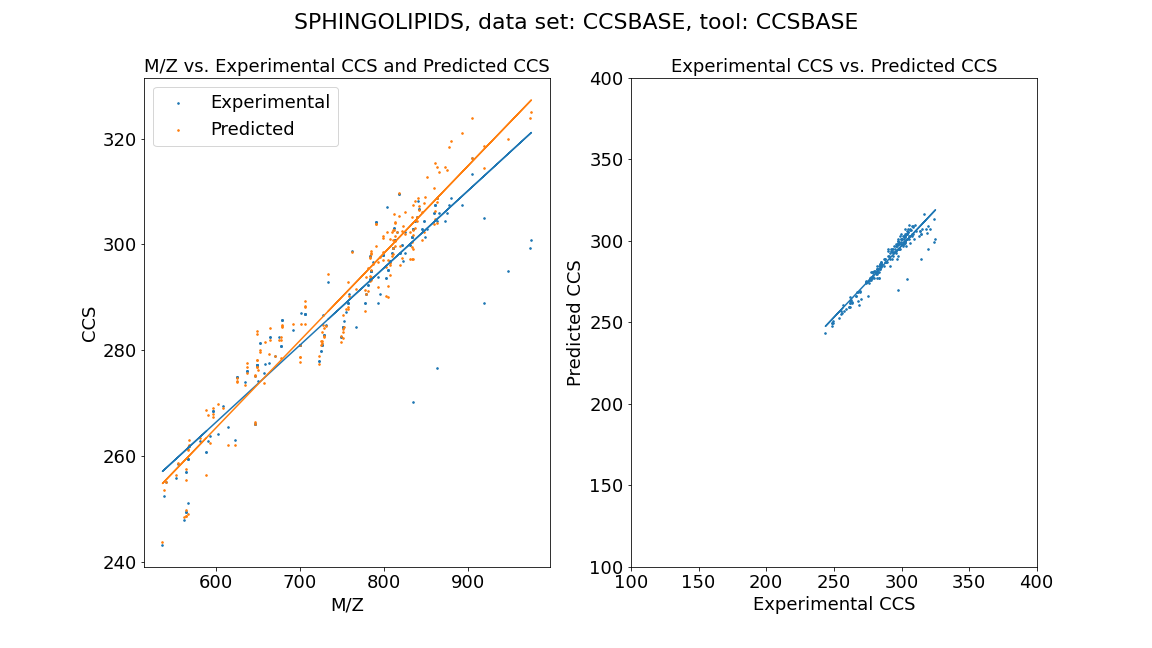 SPHINGOLIPIDS, data set: CCSBASE, tool: CCSBASE
M/Z vs. Experimental CCS and Predicted CCS
Experimental
Predicted
320
300
280
260
240
CCS
600 700 800 900
M/Z
Experimental CCS vs. Predicted CCS
400
350
300
250
200
150
100
Predicted CCS
100 150 200 250 300 350 400
Experimental CCS